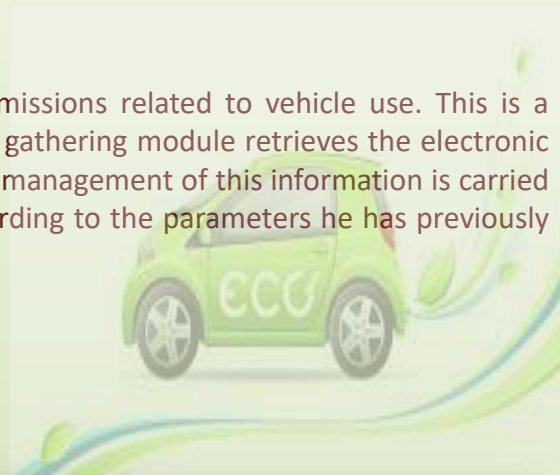 missions related to vehicle use. This is a
gathering module retrieves the electronic
management of this information is carried
rding to the parameters he has previously
eco